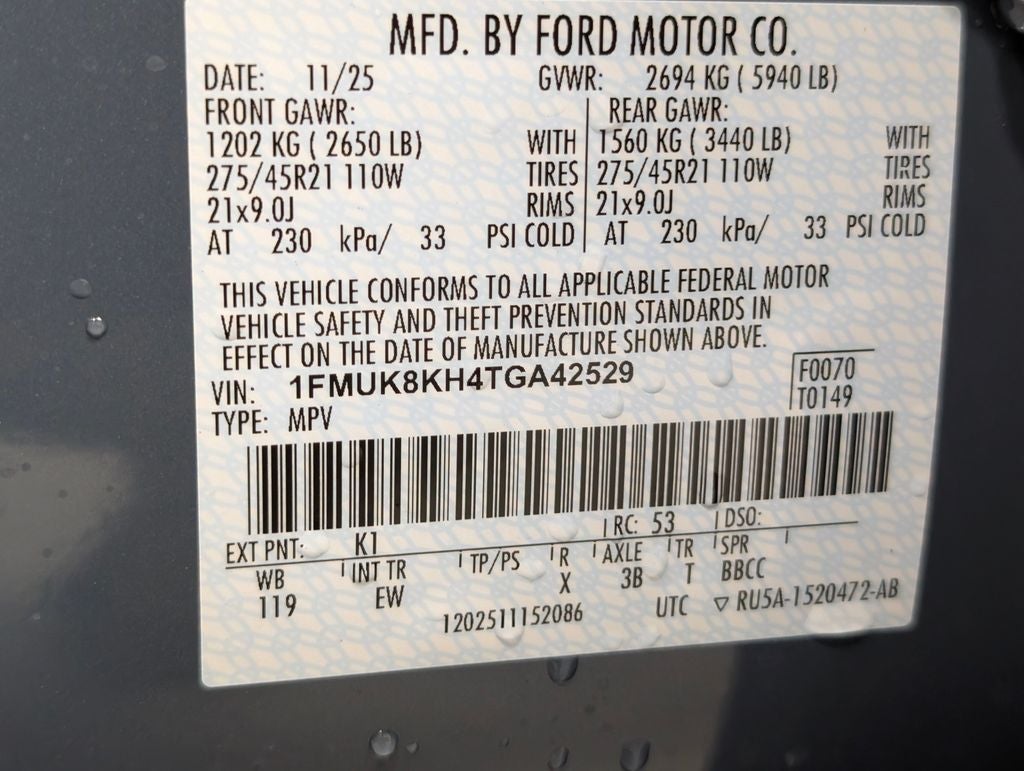 MFD. BY FORD MOTOR CO.
DATE: 11/25 GVWR: 2694 KG ( 5940 LB)
FRONT GAWR: REAR GAWR:
1202 KG ( 2650 LB) WITH 1560 KG ( 3440 LB) WITH
275/45R21 110W TIRES 275/45R21 110W TIRES
21x9.0J RIMS 21x9.0J RIMS
AT 230 kPa/ 33 PSI COLD AT 230 kPa/ 33 PSI COLD
THIS VEHICLE CONFORMS TO ALL APPLICABLE FEDERAL MOTOR
VEHICLE SAFETY AND THEFT PREVENTION STANDARDS IN
EFFECT ON THE DATE OF MANUFACTURE SHOWN ABOVE.
VIN: 1FMUK8KH4TGA42529 F0070
TYPE: MPV T0149
EXT PNT: K1 RC: 53 DSO:
WB INT TR TP/PS R AXLE TR SPR
119 EW X 3B T BBCC
1202511152086 UTC ▽ RU5A-1520472-AB